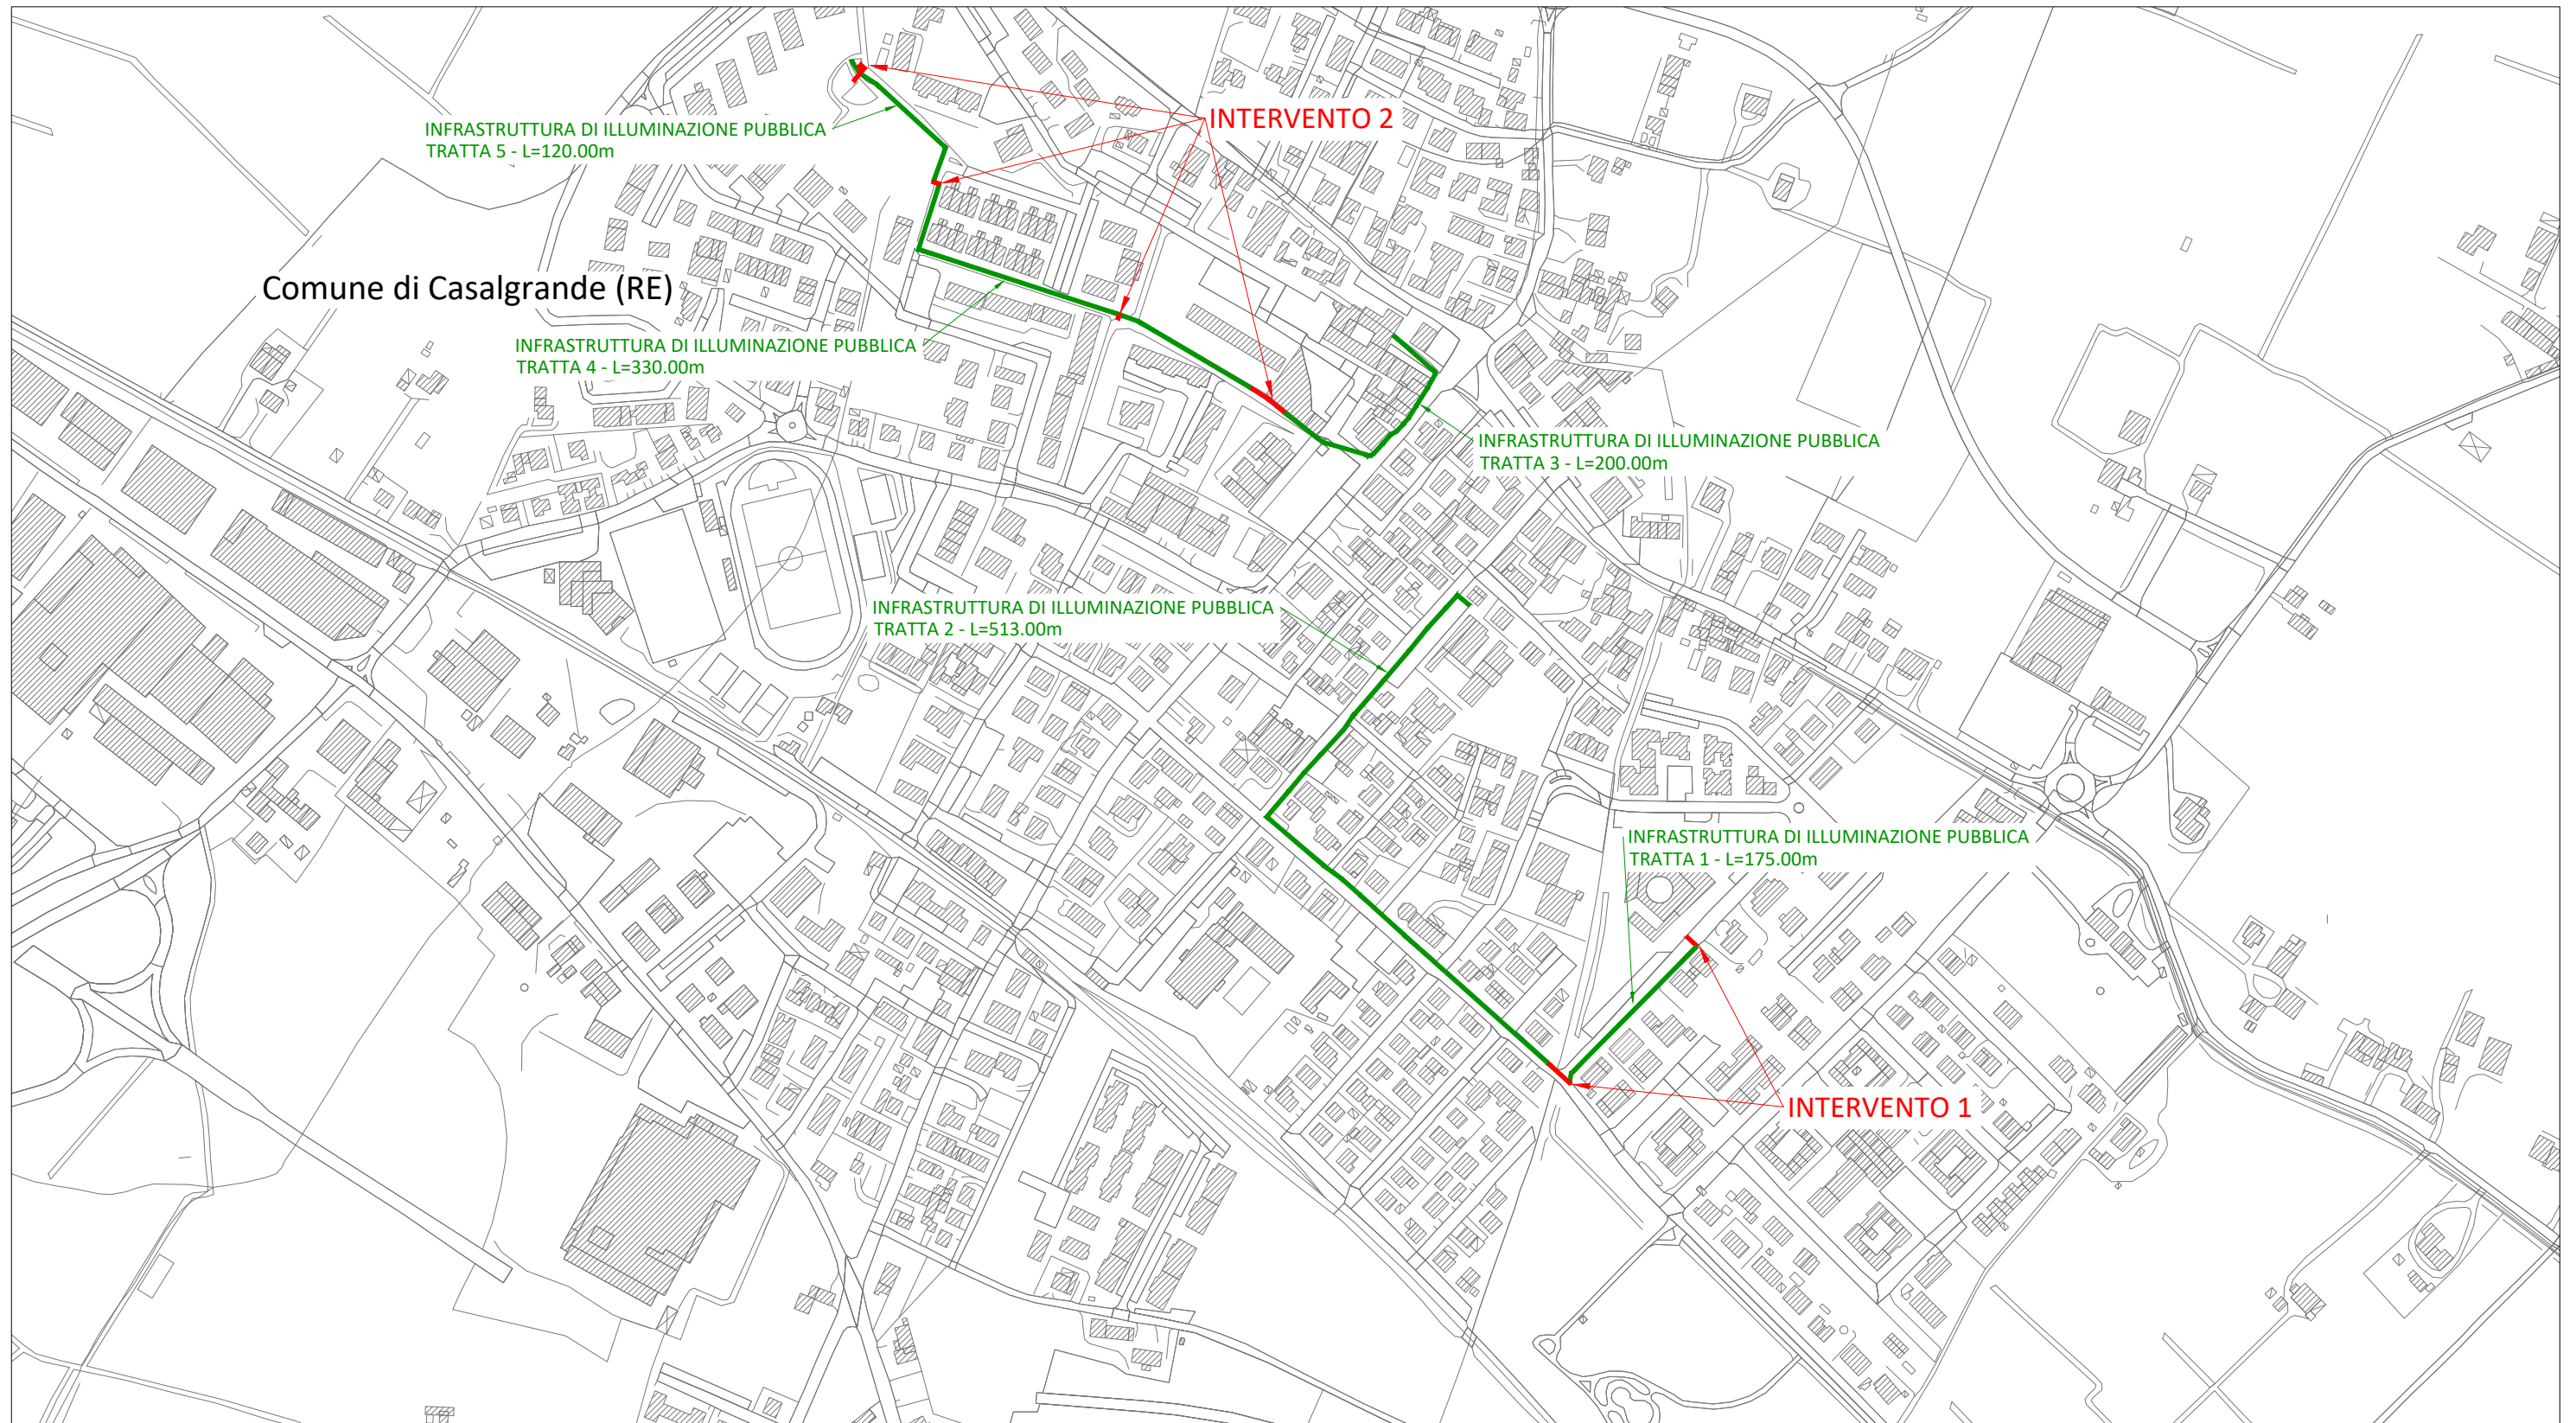 INTERVENTO 2
INFRASTRUTTURA DI ILLUMINAZIONE PUBBLICA
TRATTA 5 - L=120.00m
Comune di Casalgrande (RE)
INFRASTRUTTURA DI ILLUMINAZIONE PUBBLICA
TRATTA 4 - L=330.00m
INFRASTRUTTURA DI ILLUMINAZIONE PUBBLICA
TRATTA 3 - L=200.00m
INFRASTRUTTURA DI ILLUMINAZIONE PUBBLICA
TRATTA 2 - L=513.00m
INFRASTRUTTURA DI ILLUMINAZIONE PUBBLICA
TRATTA 1 - L=175.00m
INTERVENTO 1